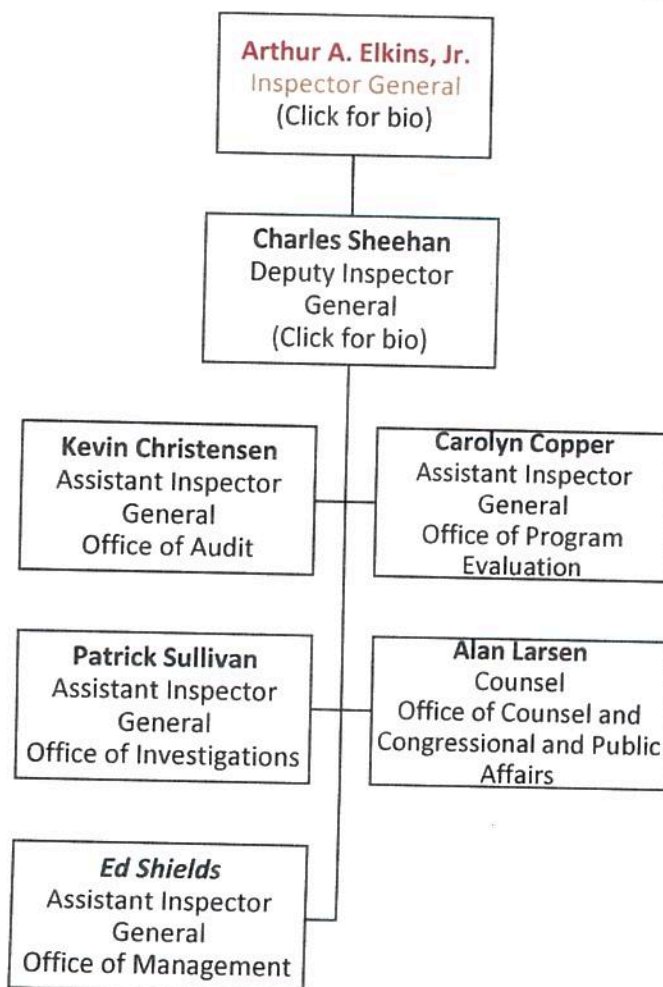 Arthur A. Elkins, Jr.
Inspector General
(Click for bio)
Charles Sheehan
Deputy Inspector
General
(Click for bio)
Kevin Christensen
Assistant Inspector
General
Office of Audit
Carolyn Copper
Assistant Inspector
General
Office of Program
Evaluation
Patrick Sullivan
Assistant Inspector
General
Office of Investigations
Alan Larsen
Counsel
Office of Counsel and
Congressional and Public
Affairs
Ed Shields
Assistant Inspector
General
Office of Management